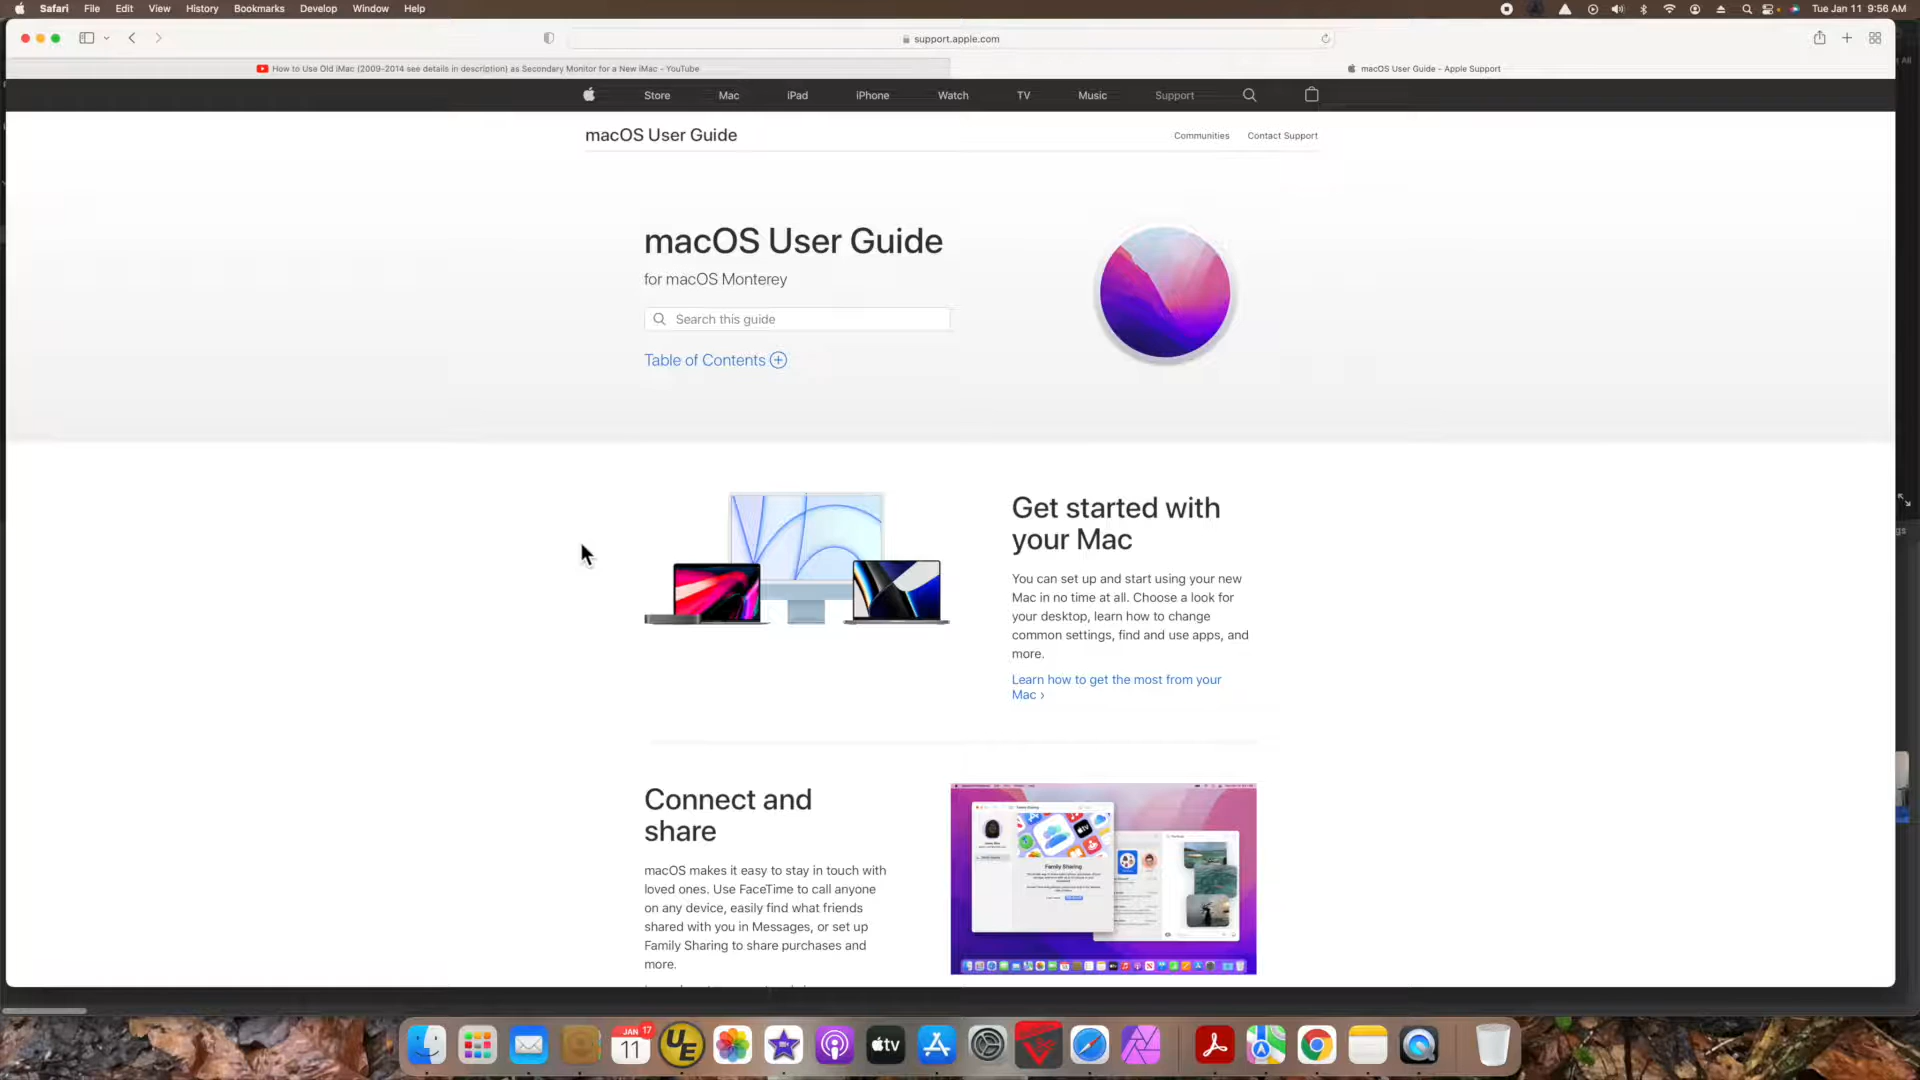 Safari File Edit View History Bookmarks Develop Window Help Tue Jan 11 9:56 AM
support.apple.com
How to Use Old iMac (2009-2014 see details in description) as Secondary Monitor for a New iMac - YouTube
macOS User Guide - Apple Support
Store Mac iPad iPhone Watch TV Music Support
macOS User Guide
Communities Contact Support
macOS User Guide
for macOS Monterey
Search this guide
Table of Contents
Get started with
your Mac
You can set up and start using your new
Mac in no time at all. Choose a look for
your desktop, learn how to change
common settings, find and use apps, and
more.
Learn how to get the most from your
Mac ›
Connect and
share
macOS makes it easy to stay in touch with
loved ones. Use FaceTime to call anyone
on any device, easily find what friends
shared with you in Messages, or set up
Family Sharing to share purchases and
more.
Family Sharing
JAN 17
11
UE
tv